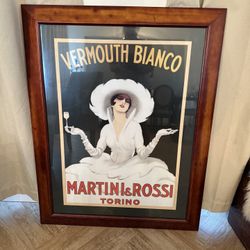 VERMOUTH BIANCO
MARTINI & ROSSI
TORINO